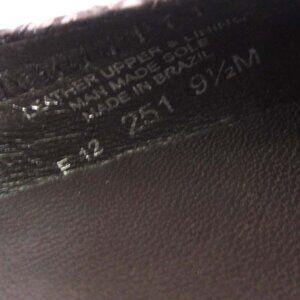 LEATHER UPPER & LINING
MAN MADE SOLE
MADE IN BRAZIL
F 12 251 9½M